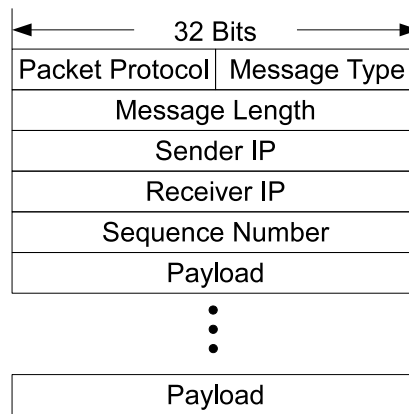 32 Bits
Packet Protocol Message Type
Message Length
Sender IP
Receiver IP
Sequence Number
Payload
Payload